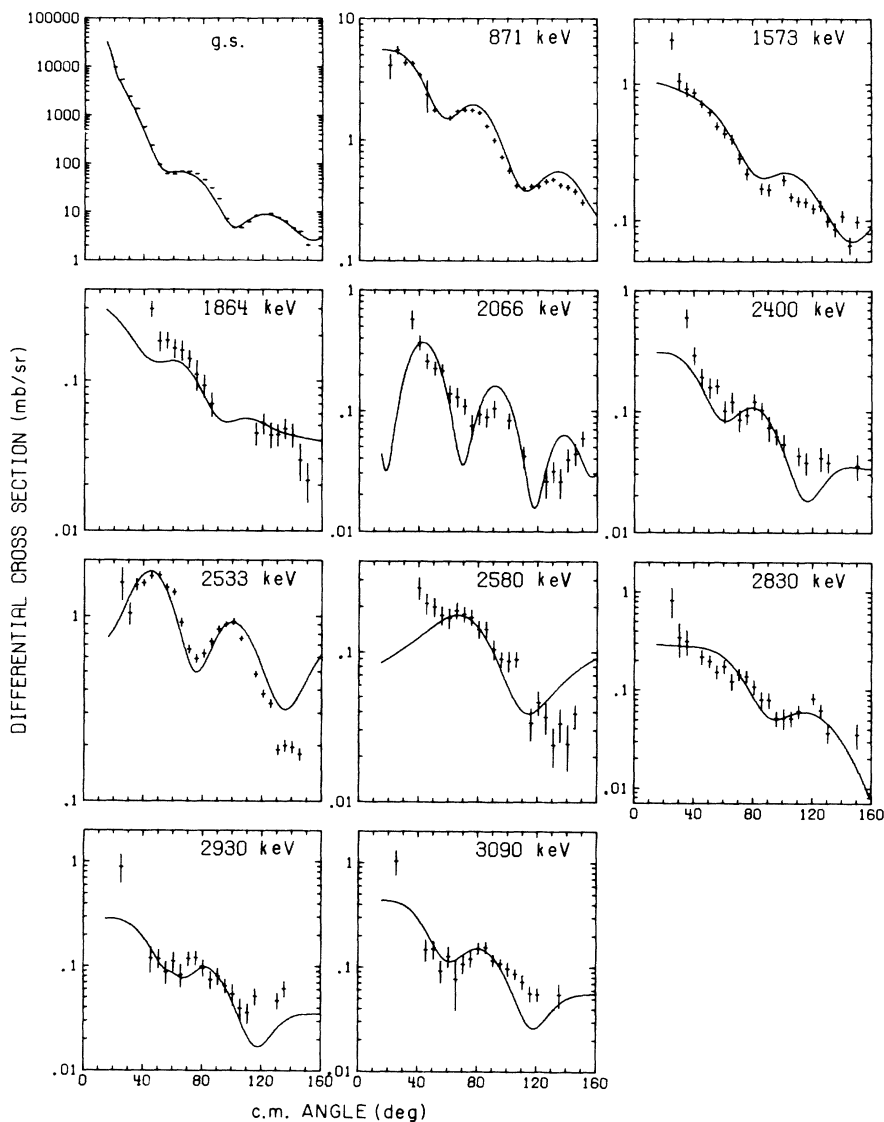 g.s.
871 keV
1573 keV
100000
10000
1000
100
10
1
10
1
.1
1
.1
1864 keV
2066 keV
2400 keV
.1
.01
1
.1
.01
1
.1
.01
DIFFERENTIAL CROSS SECTION (mb/sr)
2533 keV
2580 keV
2830 keV
1
.1
.1
.01
1
.1
.01
0 40 80 120 160
2930 keV
3090 keV
1
.1
.01
1
.1
.01
0 40 80 120 160
0 40 80 120 160
c.m. ANGLE (deg)